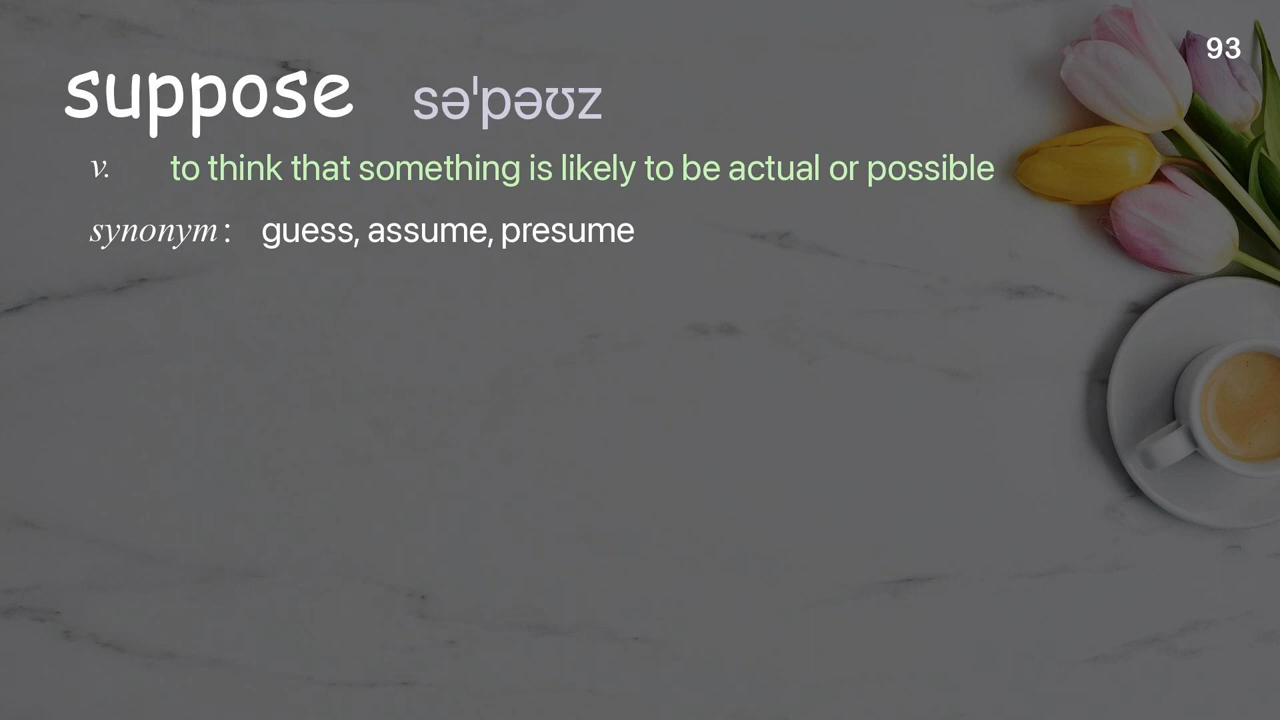 93
suppose səˈpəʊz
v. to think that something is likely to be actual or possible
synonym: guess, assume, presume